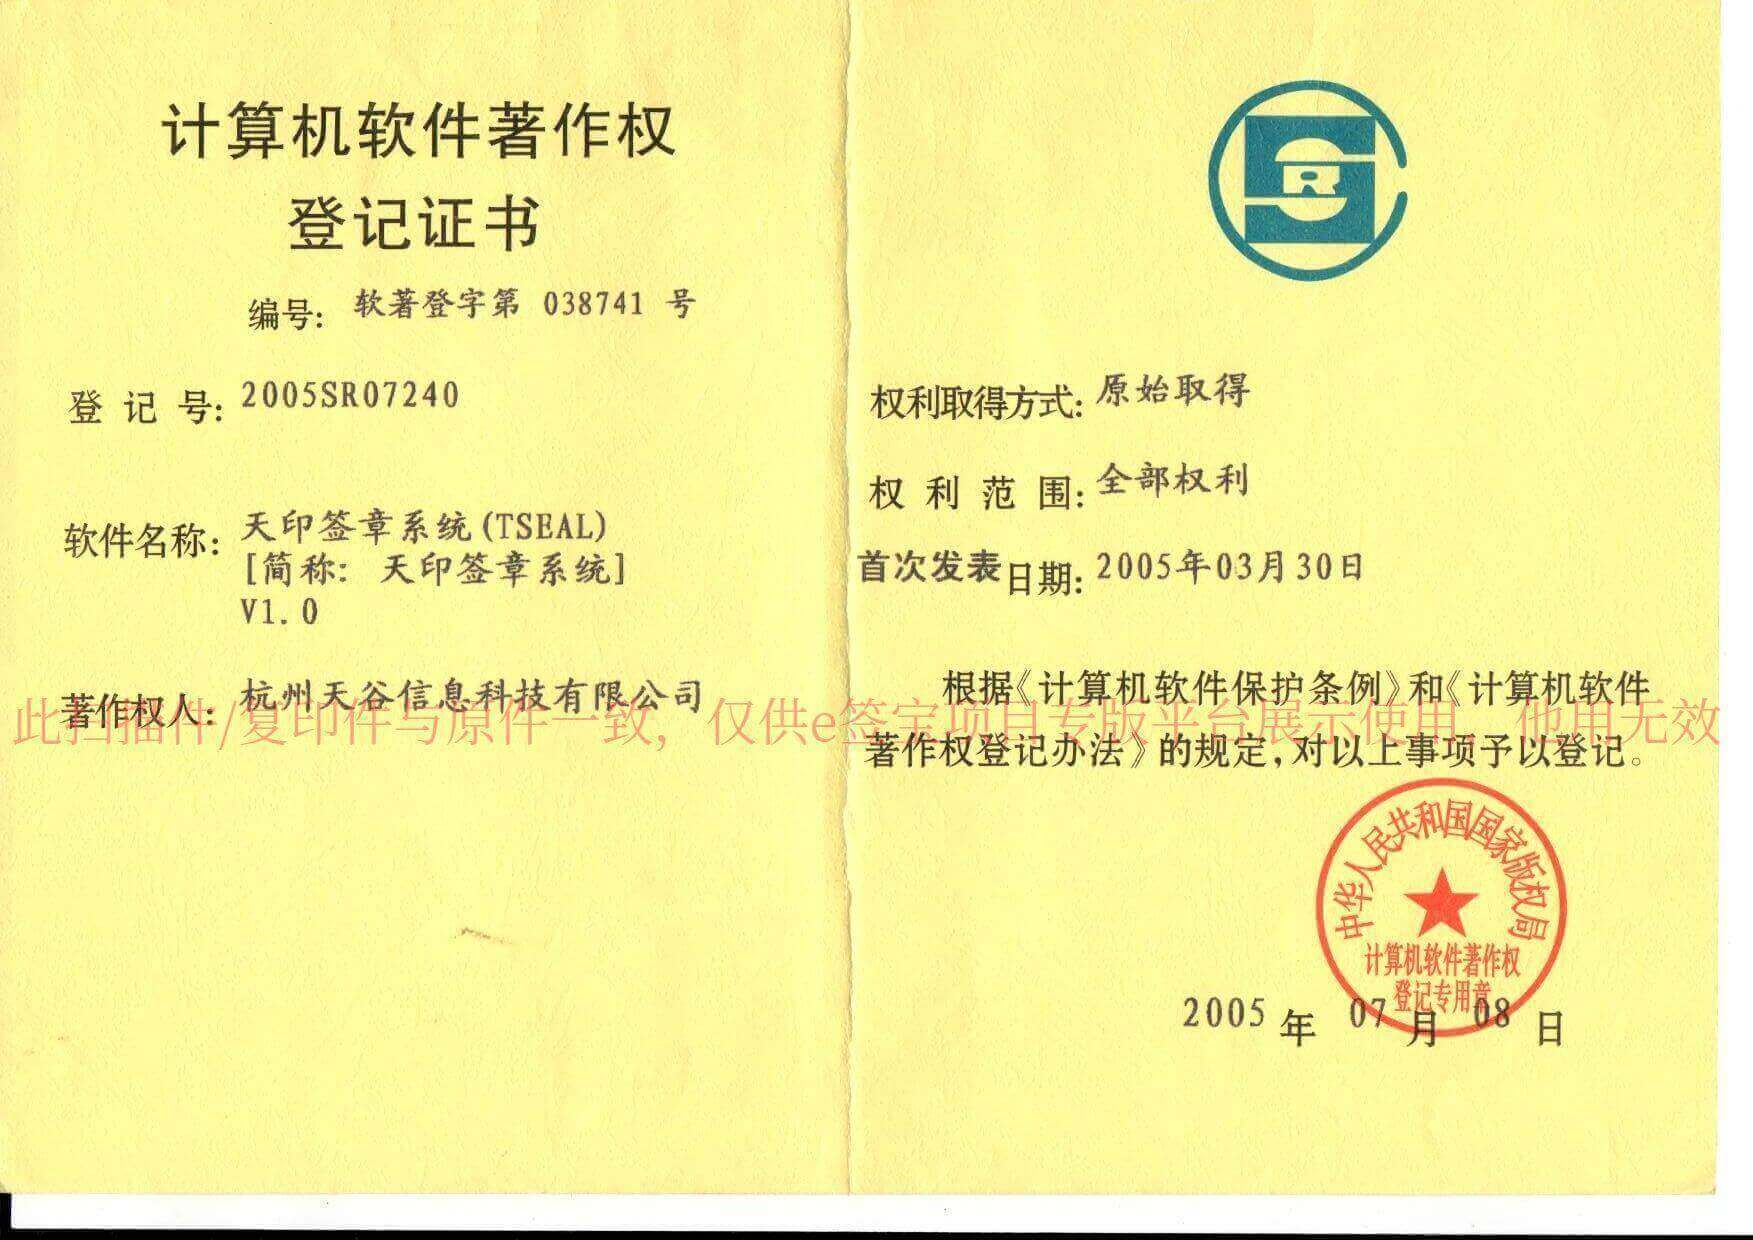 计算机软件著作权
登记证书
编号: 软著登字第 038741 号
登 记 号: 2005SR07240
软件名称: 天印签章系统(TSEAL)
[简称: 天印签章系统]
V1.0
著作权人: 杭州天谷信息科技有限公司
R
权利取得方式: 原始取得
权 利 范 围: 全部权利
首次发表日期: 2005年03月30日
根据《计算机软件保护条例》和《计算机软件
著作权登记办法》的规定,对以上事项予以登记。
中华人民共和国国家版权局
计算机软件著作权
登记专用章
2005 年 07 月 08 日
此扫描件/复印件与原件一致，仅供e签宝项目专版平台展示使用，他用无效